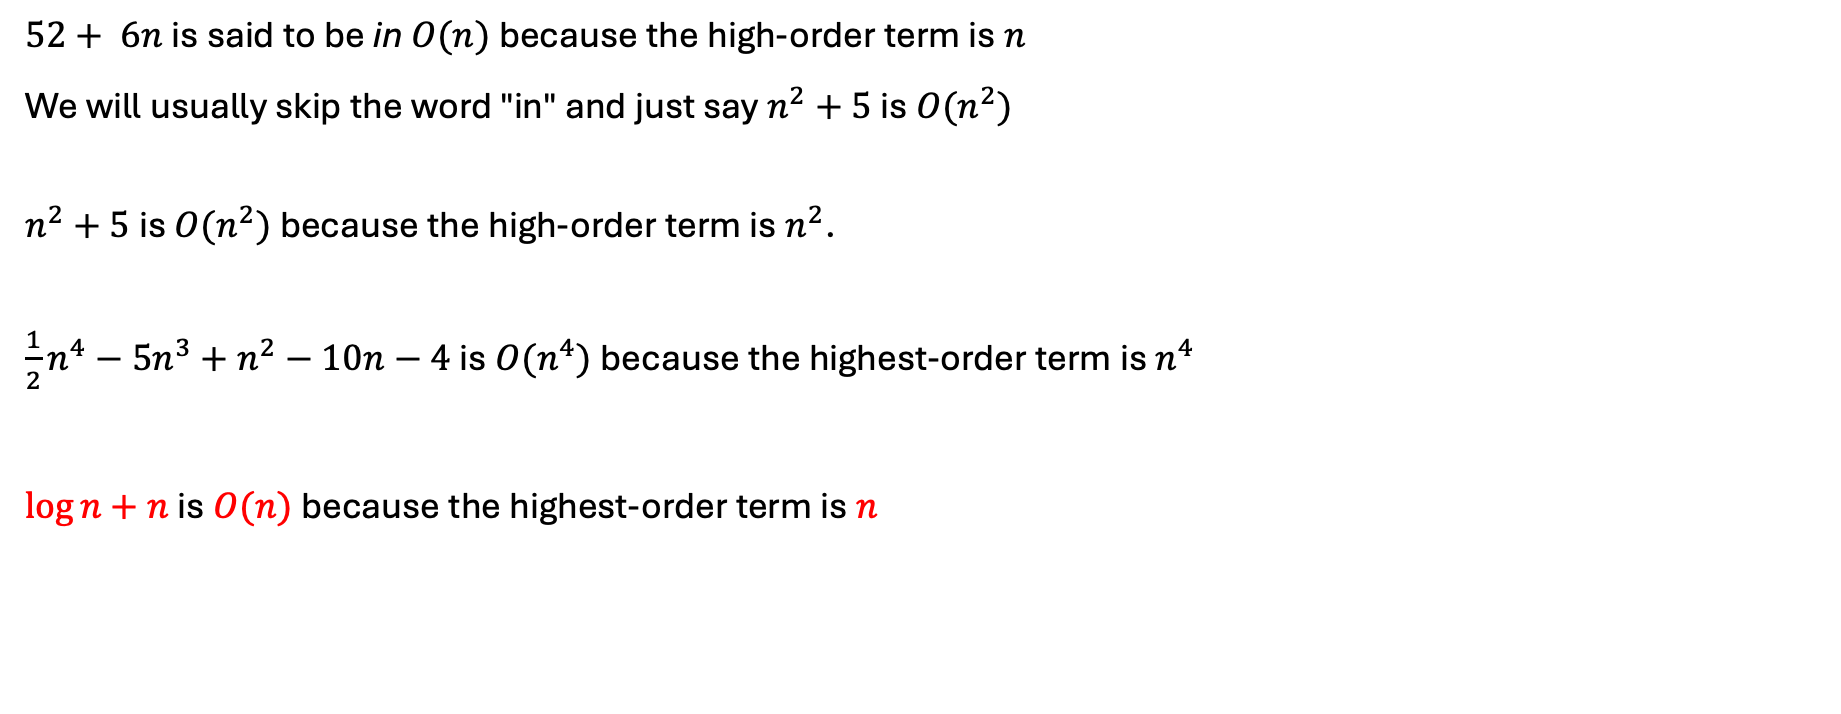 52 + 6n is said to be in O(n) because the high-order term is n
We will usually skip the word "in" and just say n² + 5 is O(n²)
n² + 5 is O(n²) because the high-order term is n².
½n⁴ − 5n³ + n² − 10n − 4 is O(n⁴) because the highest-order term is n⁴
log n + n is O(n) because the highest-order term is n